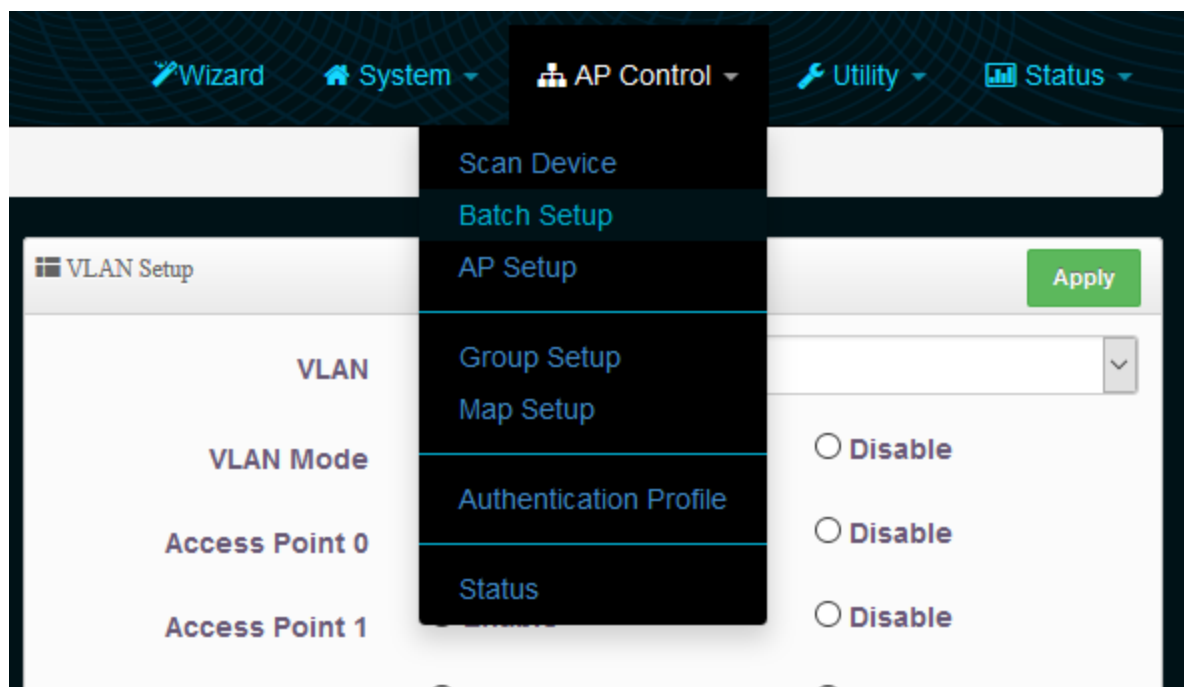 Wizard System AP Control Utility Status
Scan Device
Batch Setup
VLAN Setup
AP Setup
Apply
Group Setup
VLAN
Map Setup
VLAN Mode
Disable
Authentication Profile
Access Point 0
Disable
Status
Access Point 1
Disable